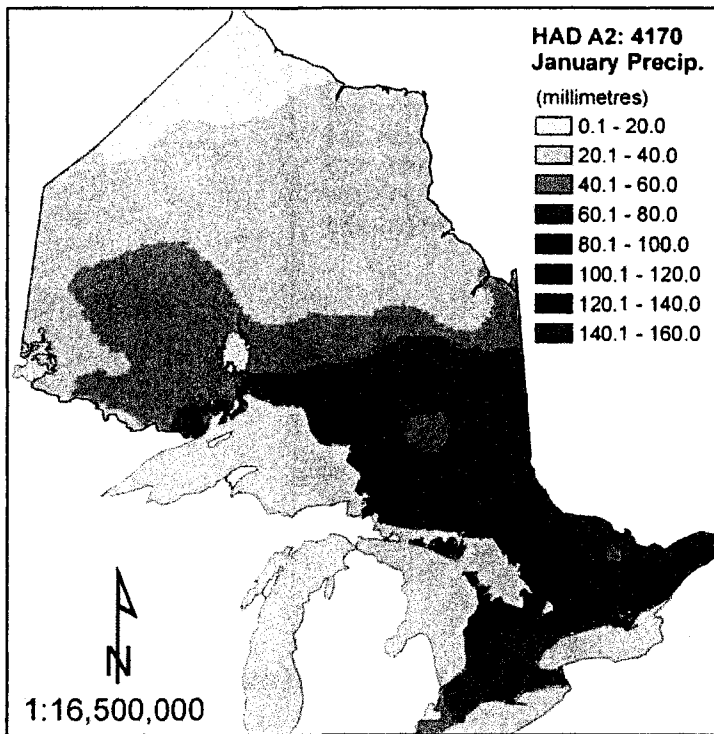 HAD A2: 4170
January Precip.
(millimetres)
0.1 - 20.0
20.1 - 40.0
40.1 - 60.0
60.1 - 80.0
80.1 - 100.0
100.1 - 120.0
120.1 - 140.0
140.1 - 160.0
N
1:16,500,000